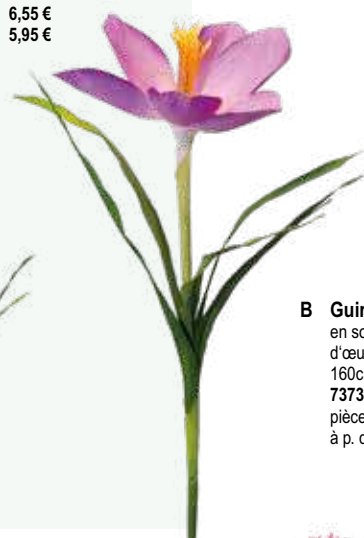 6,55 €
5,95 €
B Guir
en so
d'œu
160c
7373
pièce
à p. d